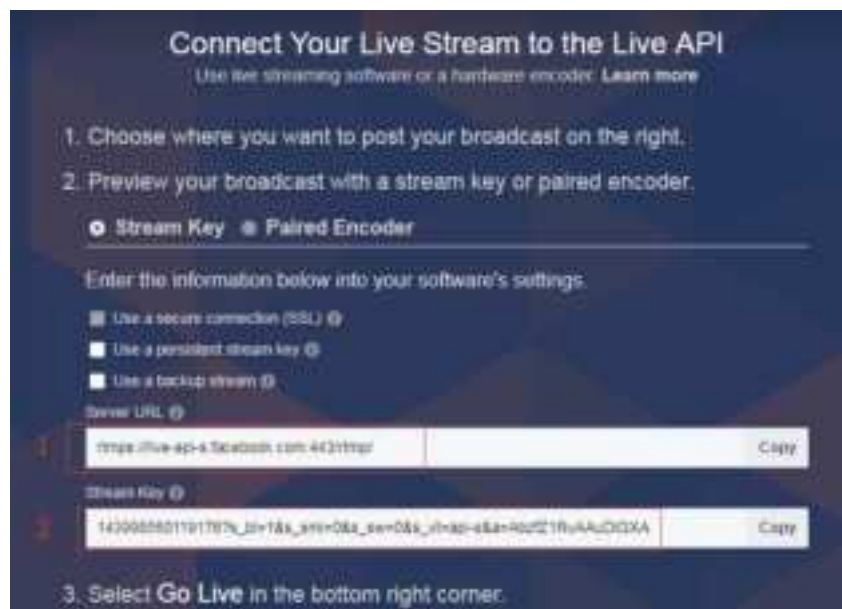 Connect Your Live Stream to the Live API
Use live streaming software or a hardware encoder. Learn more
1. Choose where you want to post your broadcast on the right.
2. Preview your broadcast with a stream key or paired encoder.
Stream Key Paired Encoder
Enter the information below into your software's settings.
Use a secure connection (SSL)
Use a persistent stream key
Use a backup stream
Server URL
1 rtmps://live-api-s.facebook.com:443/rtmp/ Copy
Stream Key
2 Copy
3. Select Go Live in the bottom right corner.